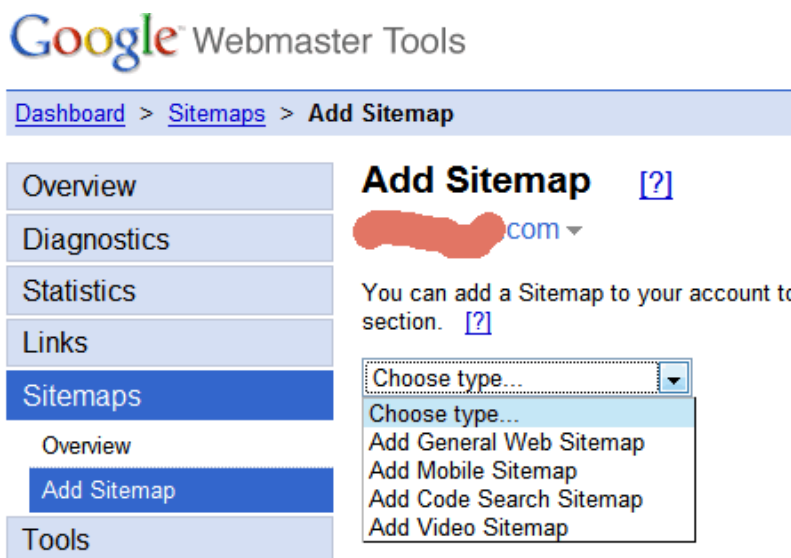 Google Webmaster Tools
Dashboard > Sitemaps > Add Sitemap
Overview
Diagnostics
Statistics
Links
Sitemaps
Overview
Add Sitemap
Tools
Add Sitemap [?]
com
You can add a Sitemap to your account
section. [?]
Choose type...
Choose type...
Add General Web Sitemap
Add Mobile Sitemap
Add Code Search Sitemap
Add Video Sitemap